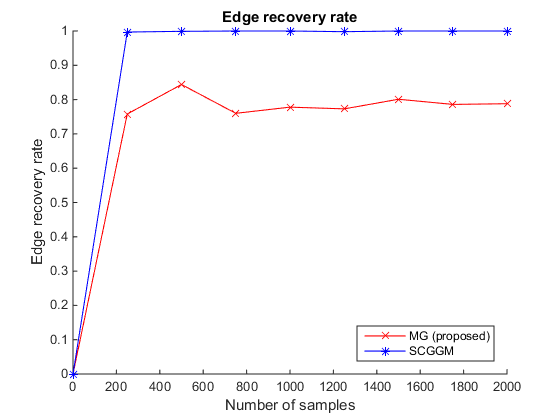 Edge recovery rate
Edge recovery rate
1
0.9
0.8
0.7
0.6
0.5
0.4
0.3
0.2
0.1
0
0 200 400 600 800 1000 1200 1400 1600 1800 2000
Number of samples
MG (proposed)
SCGGM